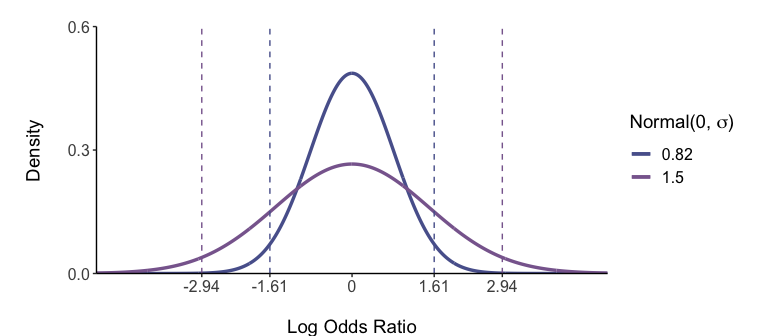 0.6
0.3
0.0
Density
-2.94 -1.61 0 1.61 2.94
Log Odds Ratio
Normal(0, σ)
0.82
1.5